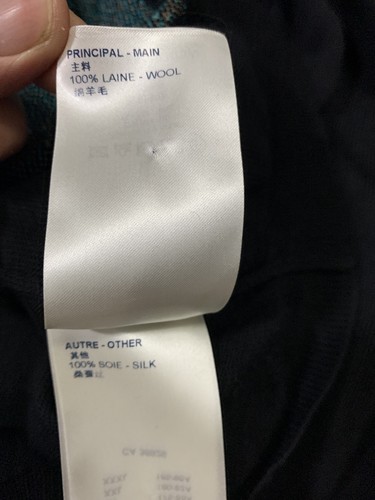 PRINCIPAL - MAIN
主料
100% LAINE - WOOL
绵羊毛
AUTRE - OTHER
其他
100% SOIE - SILK
桑蚕丝